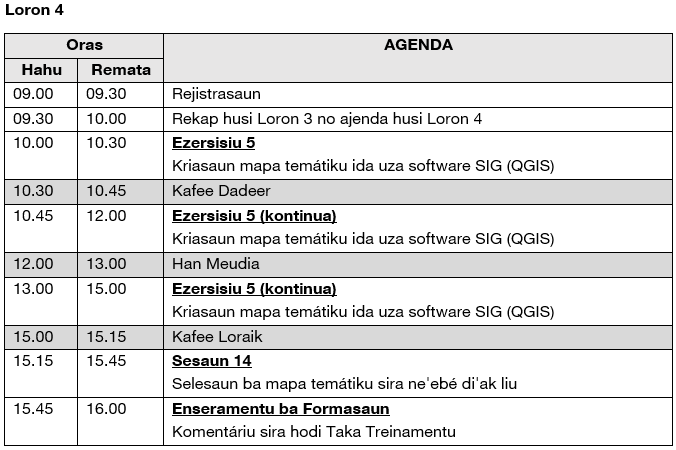 Loron 4
Oras AGENDA
Hahu Remata
09.00 09.30 Rejistrasaun
09.30 10.00 Rekap husi Loron 3 no ajenda husi Loron 4
10.00 10.30 Ezersisiu 5
Kriasaun mapa temátiku ida uza software SIG (QGIS)
10.30 10.45 Kafee Dadeer
10.45 12.00 Ezersisiu 5 (kontinua)
Kriasaun mapa temátiku ida uza software SIG (QGIS)
12.00 13.00 Han Meudia
13.00 15.00 Ezersisiu 5 (kontinua)
Kriasaun mapa temátiku ida uza software SIG (QGIS)
15.00 15.15 Kafee Loraik
15.15 15.45 Sesaun 14
Selesaun ba mapa temátiku sira ne'ebé di'ak liu
15.45 16.00 Enseramentu ba Formasaun
Komentáriu sira hodi Taka Treinamentu